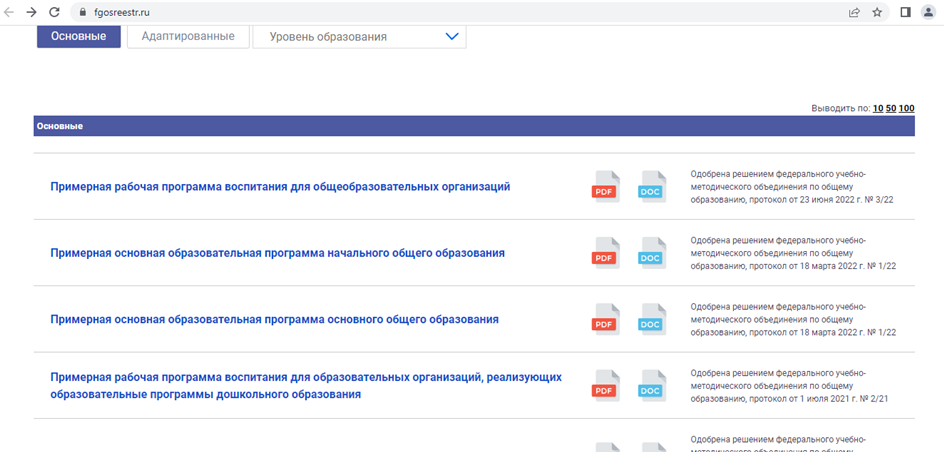 fgosreestr.ru
Основные
Адаптированные
Уровень образования
Выводить по: 10 50 100
Основные
Примерная рабочая программа воспитания для общеобразовательных организаций
PDF
DOC
Одобрена решением федерального учебно-
методического объединения по общему
образованию, протокол от 23 июня 2022 г. № 3/22
Примерная основная образовательная программа начального общего образования
PDF
DOC
Одобрена решением федерального учебно-
методического объединения по общему
образованию, протокол от 18 марта 2022 г. № 1/22
Примерная основная образовательная программа основного общего образования
PDF
DOC
Одобрена решением федерального учебно-
методического объединения по общему
образованию, протокол от 18 марта 2022 г. № 1/22
Примерная рабочая программа воспитания для образовательных организаций, реализующих
образовательные программы дошкольного образования
PDF
DOC
Одобрена решением федерального учебно-
методического объединения по общему
образованию, протокол от 1 июля 2021 г. № 2/21
Одобрена решением федерального учебно-